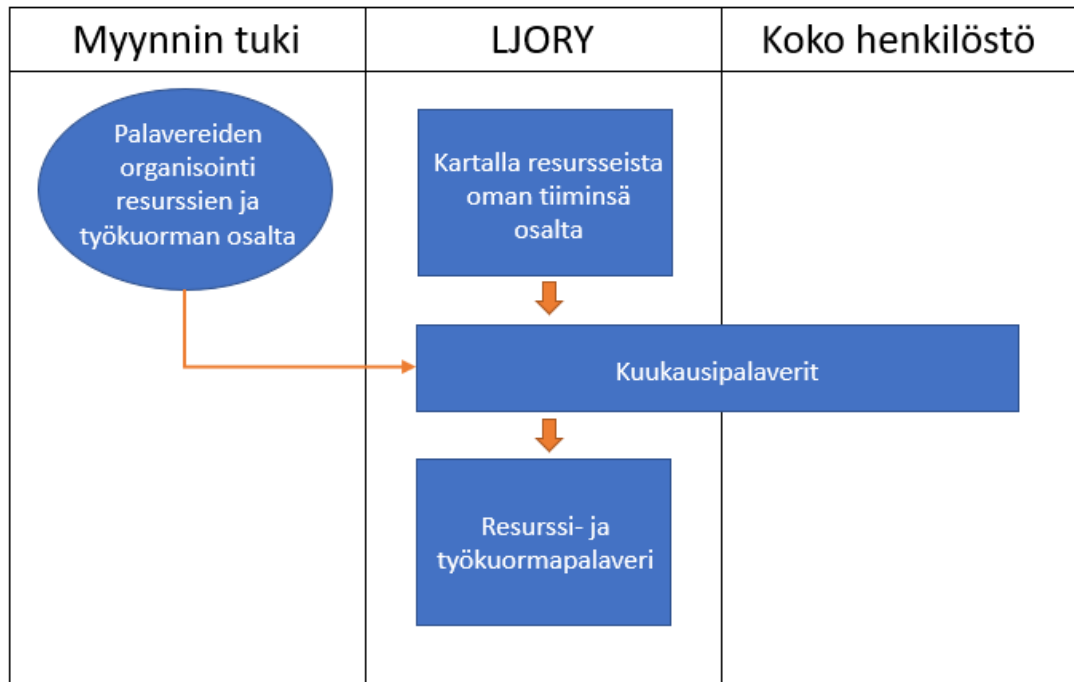 Myynnin tuki
LJORY
Koko henkilöstö
Palavereiden
organisointi
resurssien ja
työkuorman osalta
Kartalla resursseista
oman tiiminsä
osalta
Kuukausipalaverit
Resurssi- ja
työkuormapalaveri